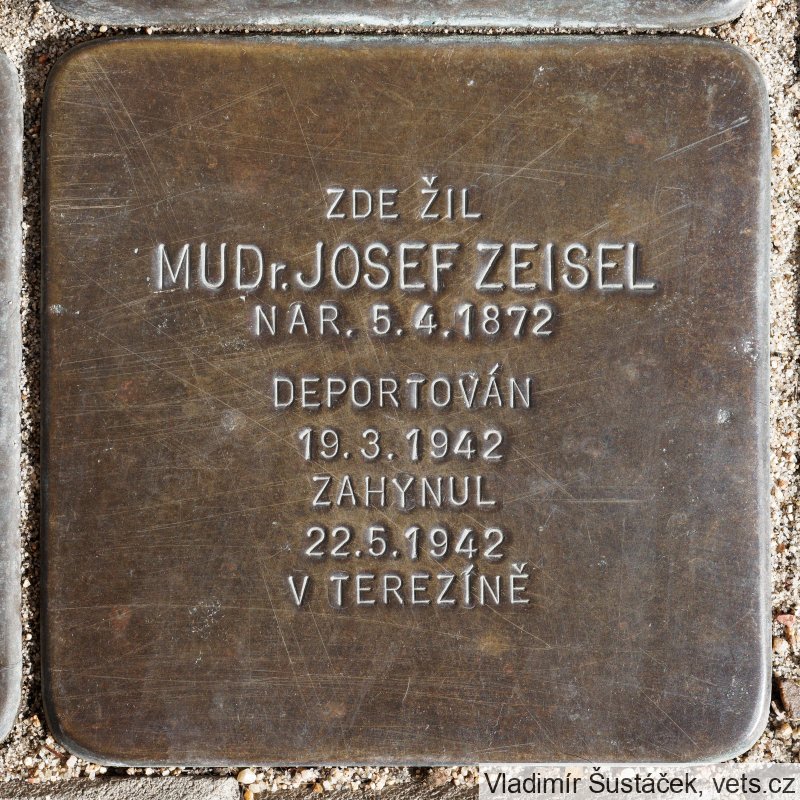 ZDE ŽIL
MUDr. JOSEF ZEISEL
NAR. 5.4.1872
DEPORTOVÁN
19.3.1942
ZAHYNUL
22.5.1942
V TEREZÍNĚ
Vladimír Šustáček, vets.cz